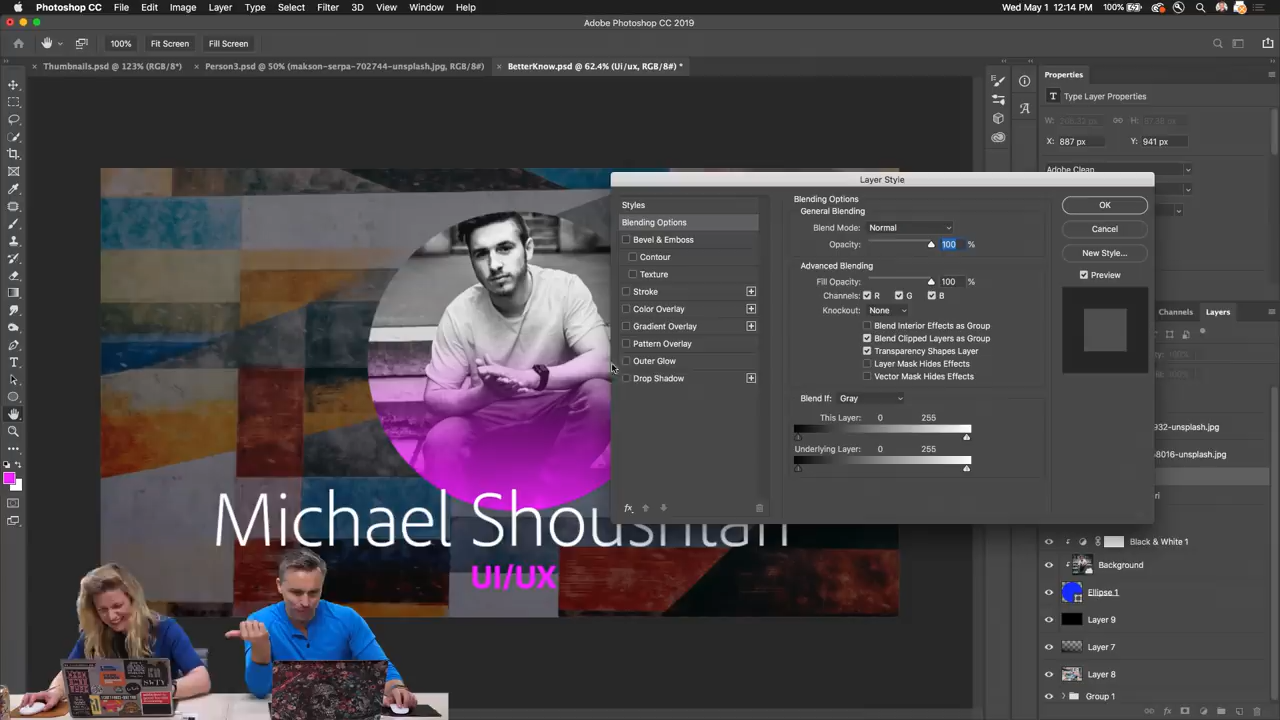 Photoshop CC File Edit Image Layer Type Select Filter 3D View Window Help 100% Wed May 1 12:14 PM
Adobe Photoshop CC 2019
100% Fit Screen Fill Screen
Thumbnails.psd @ 123% (RGB/8*) Person3.psd @ 50% (makson-serpa-702744-unsplash.jpg, RGB/8#) BetterKnow.psd @ 62.4% (Ui/ux, RGB/8#) *
Properties
Type Layer Properties
W: H:
X: 887 px Y: 941 px
Adobe Clean
Layer Style
Styles
Blending Options
Bevel & Emboss
Contour
Texture
Stroke
Color Overlay
Gradient Overlay
Pattern Overlay
Outer Glow
Drop Shadow
fx
Blending Options
General Blending
Blend Mode: Normal
Opacity: 100 %
Advanced Blending
Fill Opacity: 100 %
Channels: R G B
Knockout: None
Blend Interior Effects as Group
Blend Clipped Layers as Group
Transparency Shapes Layer
Layer Mask Hides Effects
Vector Mask Hides Effects
Blend If: Gray
This Layer: 0 255
Underlying Layer: 0 255
OK
Cancel
New Style...
Preview
Channels Layers
932-unsplash.jpg
58016-unsplash.jpg
Black & White 1
Background
Ellipse 1
Layer 9
Layer 7
Layer 8
Group 1
Michael Shoushtari
UI/UX
SWTY